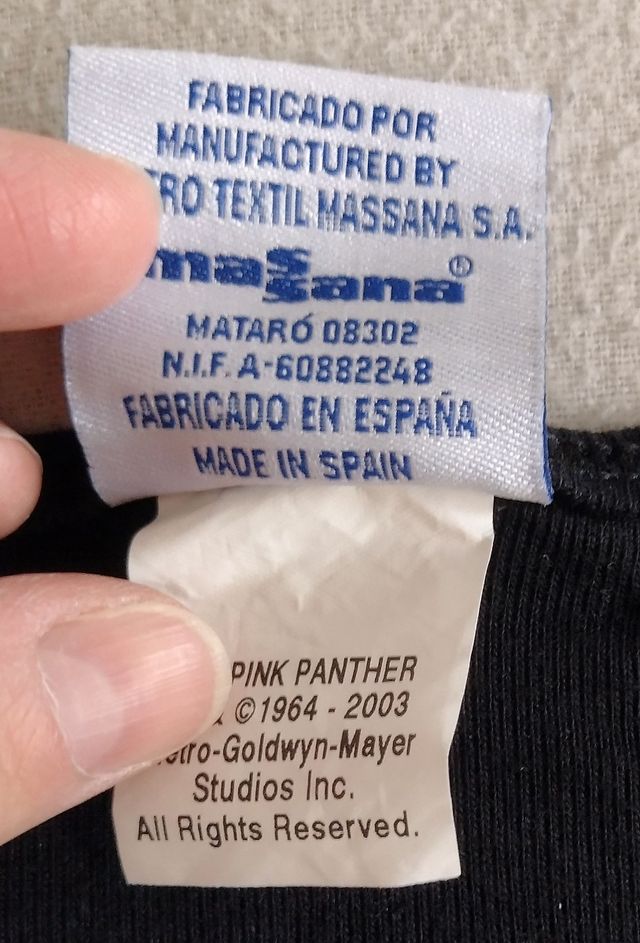 FABRICADO POR
MANUFACTURED BY
TEXTIL MASSANA S.A.
massana®
MATARÓ 08302
N.I.F. A-60882248
FABRICADO EN ESPAÑA
MADE IN SPAIN
PINK PANTHER
©1964 - 2003
Metro-Goldwyn-Mayer
Studios Inc.
All Rights Reserved.